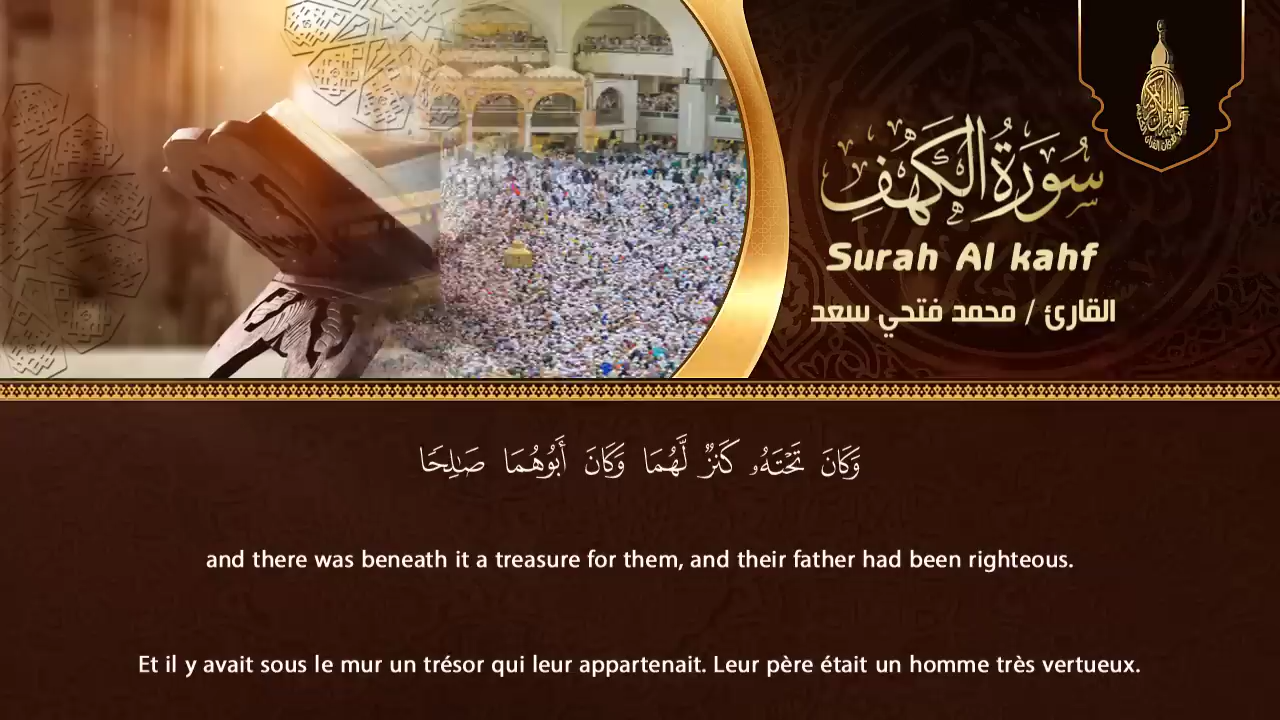 سُورَةُ الكَهْفِ
Surah Al kahf
القارئ / محمد فتحي سعد
وَكَانَ تَحْتَهُۥ كَنزٌ لَّهُمَا وَكَانَ أَبُوهُمَا صَٰلِحًا
and there was beneath it a treasure for them, and their father had been righteous.
Et il y avait sous le mur un trésor qui leur appartenait. Leur père était un homme très vertueux.